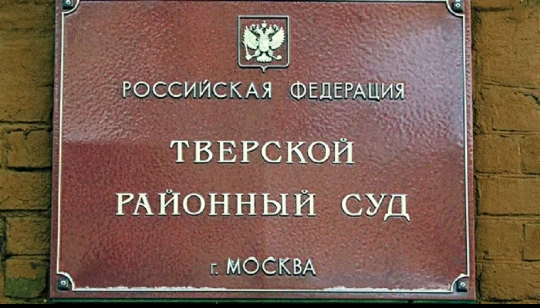 РОССИЙСКАЯ ФЕДЕРАЦИЯ
ТВЕРСКОЙ
РАЙОННЫЙ СУД
г. МОСКВА